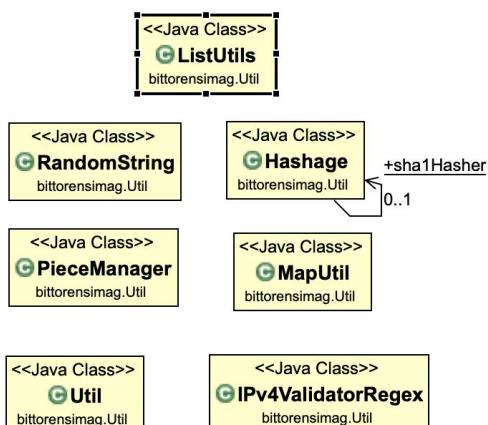 <<Java Class>>
ListUtils
bittorensimag.Util
<<Java Class>>
RandomString
bittorensimag.Util
<<Java Class>>
Hashage
bittorensimag.Util
+sha1Hasher
0..1
<<Java Class>>
PieceManager
bittorensimag.Util
<<Java Class>>
MapUtil
bittorensimag.Util
<<Java Class>>
Util
bittorensimag.Util
<<Java Class>>
IPv4ValidatorRegex
bittorensimag.Util